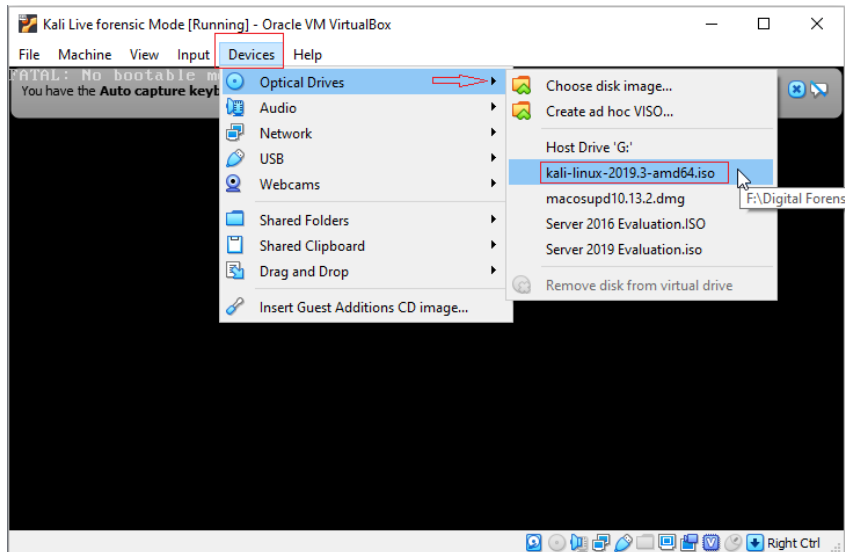 Kali Live forensic Mode [Running] - Oracle VM VirtualBox
File Machine View Input Devices Help
FATAL: No bootable m
You have the Auto capture keyb
Optical Drives
Audio
Network
USB
Webcams
Shared Folders
Shared Clipboard
Drag and Drop
Insert Guest Additions CD image...
Choose disk image...
Create ad hoc VISO...
Host Drive 'G:'
kali-linux-2019.3-amd64.iso
macosupd10.13.2.dmg
F:\Digital Forens
Server 2016 Evaluation.ISO
Server 2019 Evaluation.iso
Remove disk from virtual drive
Right Ctrl